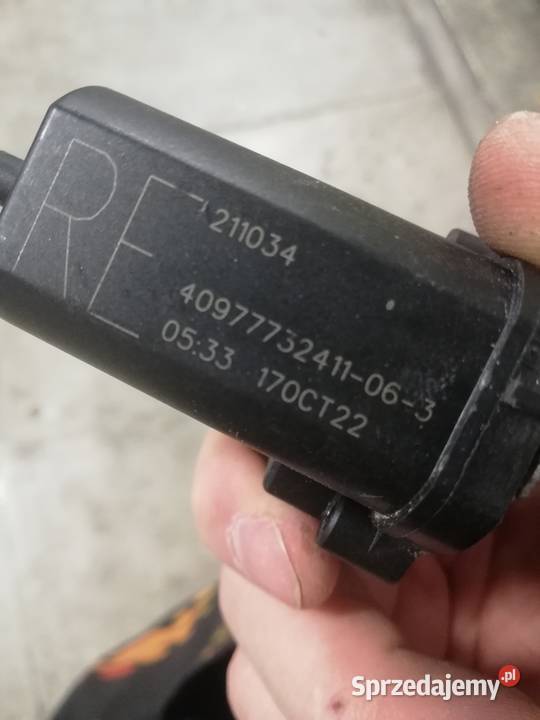 RE
211034
40977732411-06-3
05:33 17OCT22
Sprzedajemy.pl